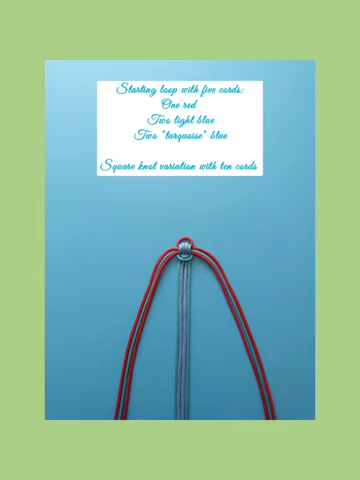 Starting loop with five cords:
One red
Two light blue
Two "turquoise" blue
Square knot variation with ten cords